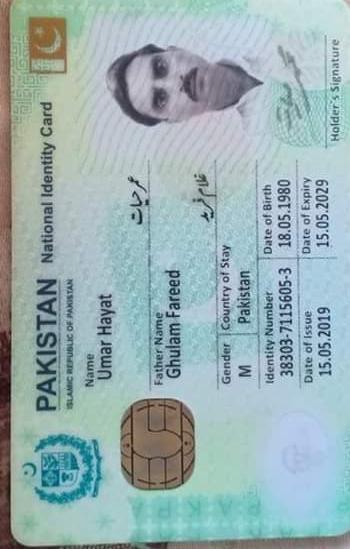 PAKISTAN National Identity Card
ISLAMIC REPUBLIC OF PAKISTAN
Name
Umar Hayat
عمر حیات
Father Name
Ghulam Fareed
غلام فرید
Gender Country of Stay
M Pakistan
Identity Number Date of Birth
38303-7115605-3 18.05.1980
Date of Issue Date of Expiry
15.05.2019 15.05.2029
Holder's Signature